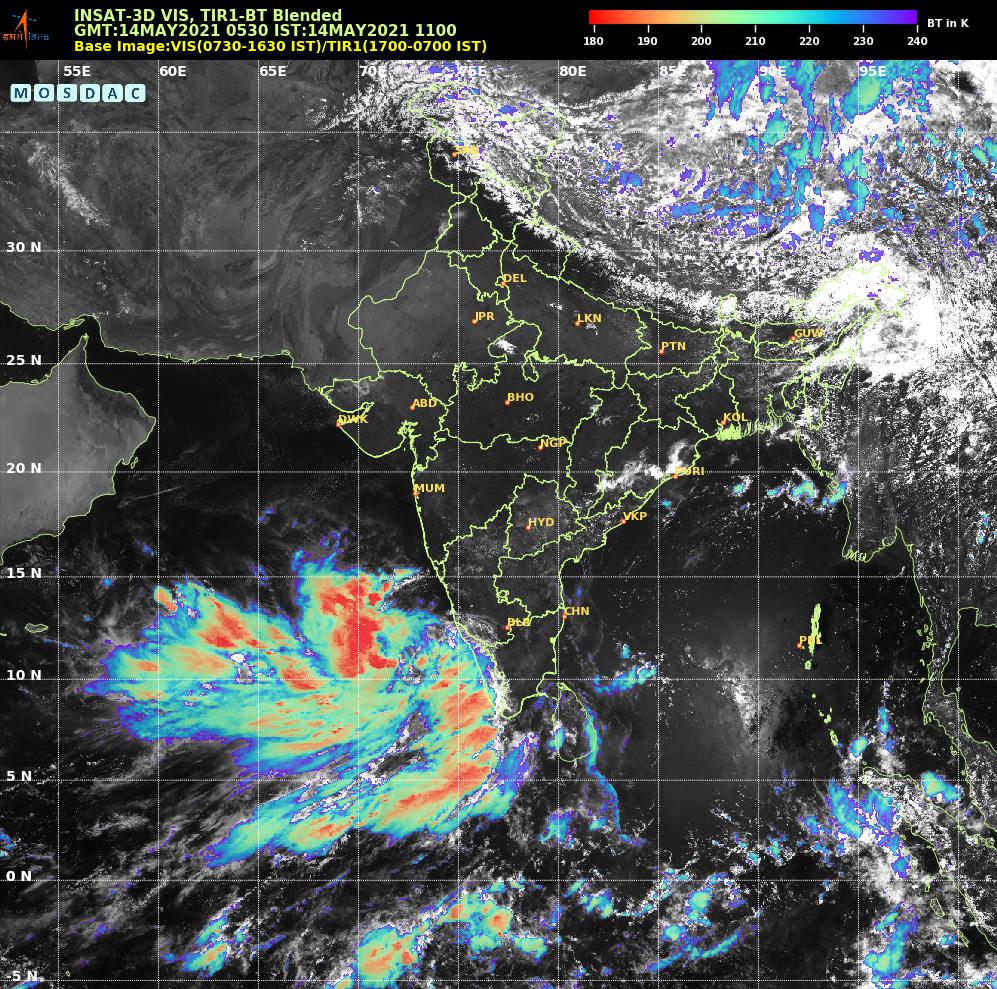 INSAT-3D VIS, TIR1-BT Blended
GMT:14MAY2021 0530 IST:14MAY2021 1100
Base Image:VIS(0730-1630 IST)/TIR1(1700-0700 IST)
BT in K
180 190 200 210 220 230 240
55E 60E 65E 70E 75E 80E 85E 90E 95E
MOSDAC
30 N
DEL
JPR LKN
GUW
PTN
25 N
BHO
ABD
DWK KOL
NGP
20 N
PURI
MUM
VKP
HYD
15 N
CHN
BLB
10 N
5 N
0 N
-5 N